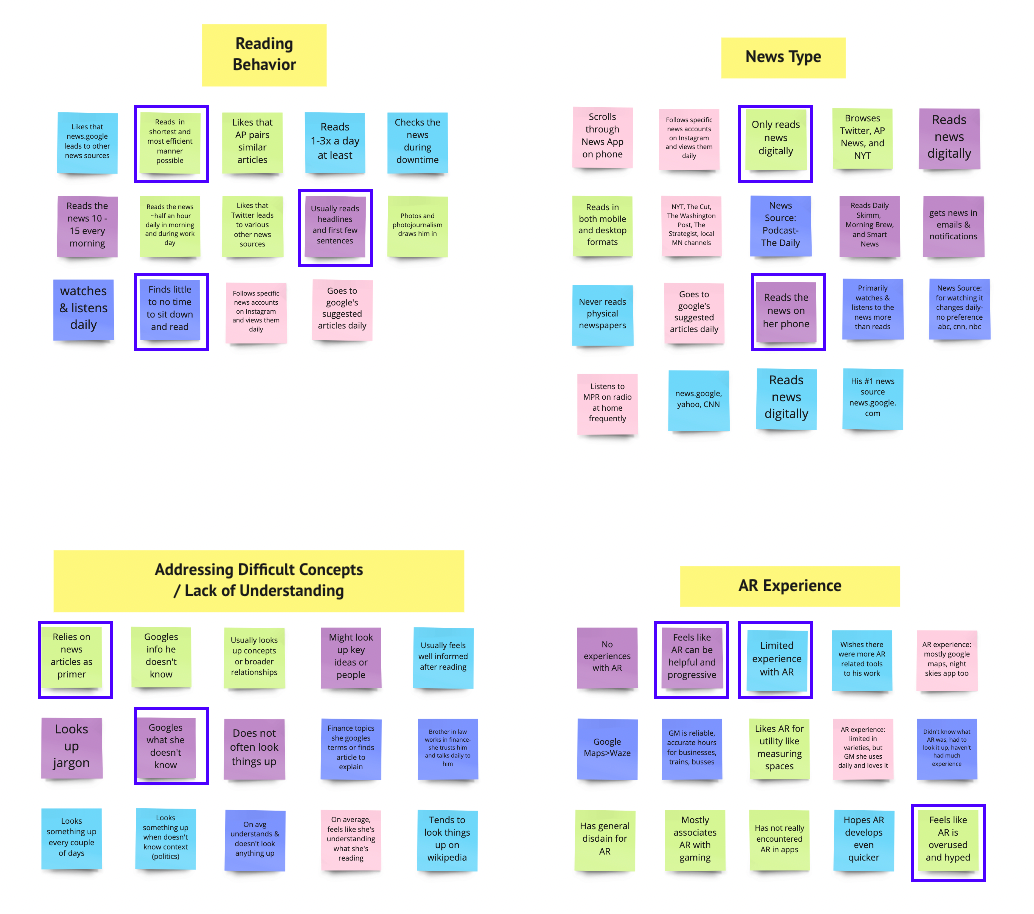 Reading
Behavior
Likes that
news.google
leads to other
news sources
Reads in
shortest and
most efficient
manner
possible
Likes that
AP pairs
similar
articles
Reads
1-3x a day
at least
Checks the
news
during
downtime
Reads the
news 10 -
15 every
morning
Reads the news
~half an hour
daily in morning
and during work
day
Likes that
Twitter leads
to various
other news
sources
Usually reads
headlines
and first few
sentences
Photos and
photojournalism
draws him in
watches
& listens
daily
Finds little
to no time
to sit down
and read
Follows specific
news accounts
on Instagram
and views them
daily
Goes to
google's
suggested
articles daily
News Type
Scrolls
through
News App
on phone
Follows specific
news accounts
on Instagram
and views them
daily
Only reads
news
digitally
Browses
Twitter, AP
News, and
NYT
Reads
news
digitally
Reads in
both mobile
and desktop
formats
NYT, The Cut,
The Washington
Post, The
Strategist, local
MN channels
News
Source:
Podcast-
The Daily
Reads Daily
Skimm,
Morning Brew,
and Smart
News
gets news in
emails &
notifications
Never reads
physical
newspapers
Goes to
google's
suggested
articles daily
Reads the
news on
her phone
Primarily
watches &
listens to the
news more
than reads
News Source:
for watching it
changes daily-
no preference
abc, cnn, nbc
Listens to
MPR on radio
at home
frequently
news.google,
yahoo, CNN
Reads
news
digitally
His #1 news
source
news.google.
com
Addressing Difficult Concepts
/ Lack of Understanding
Relies on
news
articles as
primer
Googles
info he
doesn't
know
Usually looks
up concepts
or broader
relationships
Might look
up key
ideas or
people
Usually feels
well informed
after reading
Looks
up
jargon
Googles
what she
doesn't
know
Does not
often look
things up
Finance topics
she googles
terms or finds
article to
explain
Brother in law
works in finance-
she trusts him
and talks daily to
him
Looks
something up
every couple
of days
Looks
something up
when doesn't
know context
(politics)
On avg
understands &
doesn't look
anything up
On average,
feels like she's
understanding
what she's
reading
Tends to
look things
up on
wikipedia
AR Experience
No
experiences
with AR
Feels like
AR can be
helpful and
progressive
Limited
experience
with AR
Wishes there
were more AR
related tools
to his work
AR experience:
mostly google
maps, night
skies app too
Google
Maps>Waze
GM is reliable,
accurate hours
for businesses,
trains, busses
Likes AR for
utility like
measuring
spaces
AR experience:
limited in
varieties, but
GM she uses
daily and loves it
Didn't know what
AR was, had to
look it up, haven't
had much
experience
Has general
disdain for
AR
Mostly
associates
AR with
gaming
Has not really
encountered
AR in apps
Hopes AR
develops
even
quicker
Feels like
AR is
overused
and hyped